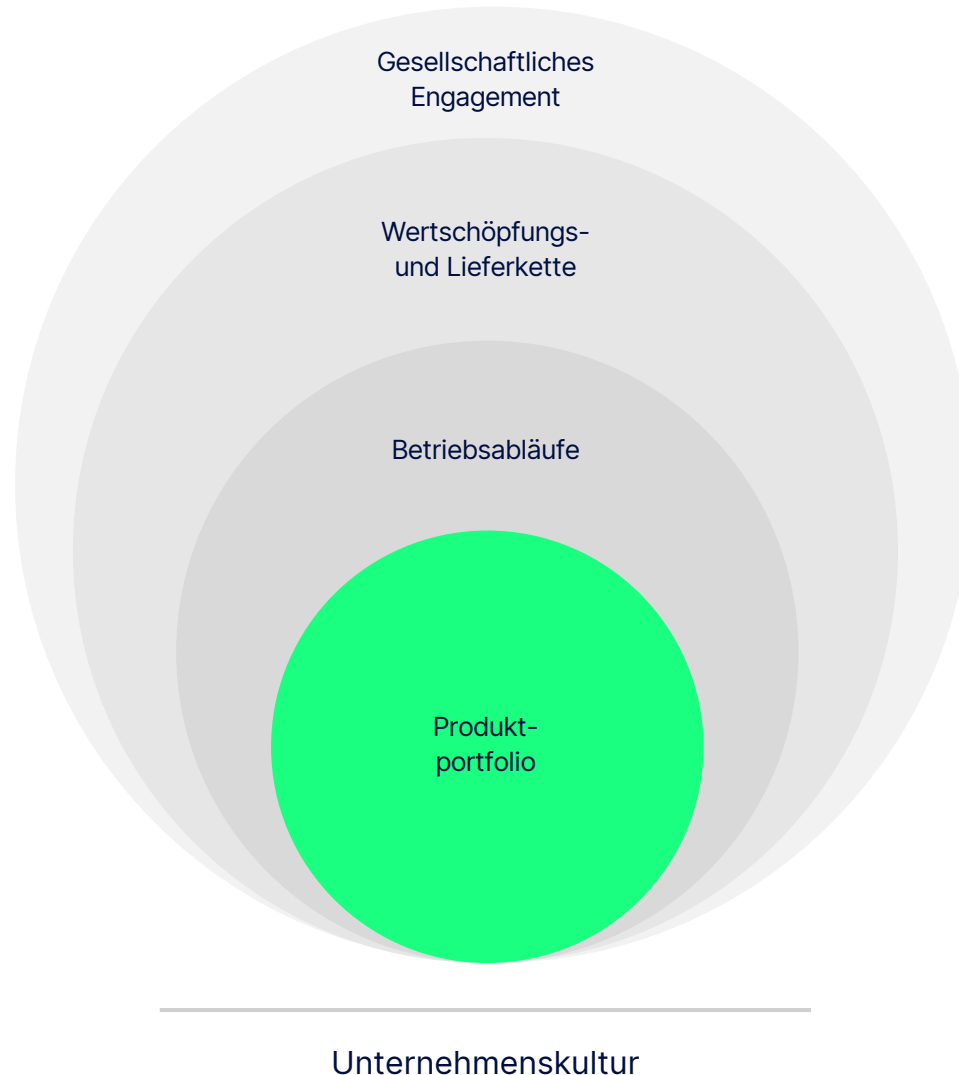 Gesellschaftliches
Engagement
Wertschöpfungs-
und Lieferkette
Betriebsabläufe
Produkt-
portfolio
Unternehmenskultur